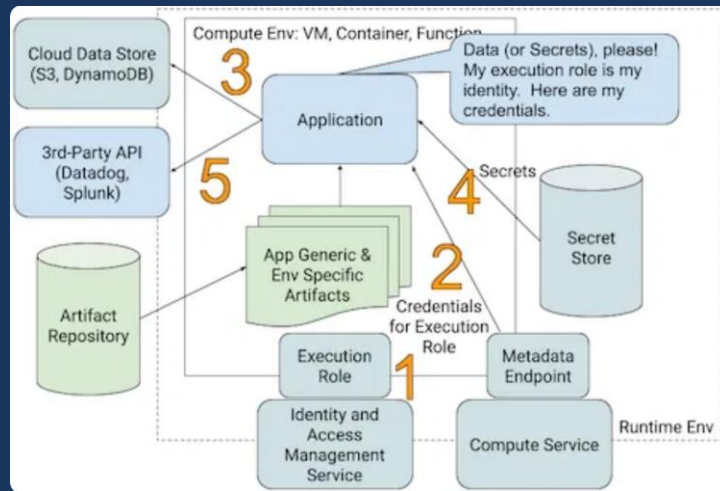 Compute Env: VM, Container, Function
Cloud Data Store
(S3, DynamoDB)
3
Data (or Secrets), please!
My execution role is my
identity. Here are my
credentials.
Application
3rd-Party API
(Datadog,
Splunk)
5
4
Secrets
Secret
Store
App Generic &
Env Specific
Artifacts
2
Artifact
Repository
Credentials
for Execution
Role
Execution
Role
1
Metadata
Endpoint
Identity and
Access
Management
Service
Compute Service
Runtime Env